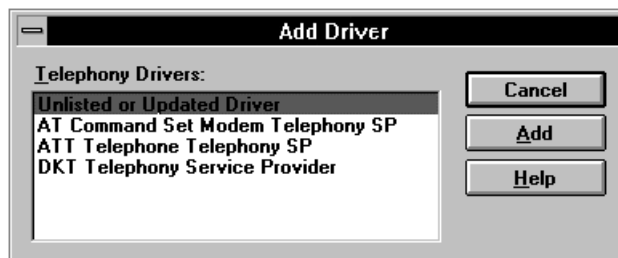 Add Driver
Telephony Drivers:
Unlisted or Updated Driver
AT Command Set Modem Telephony SP
ATT Telephone Telephony SP
DKT Telephony Service Provider
Cancel
Add
Help